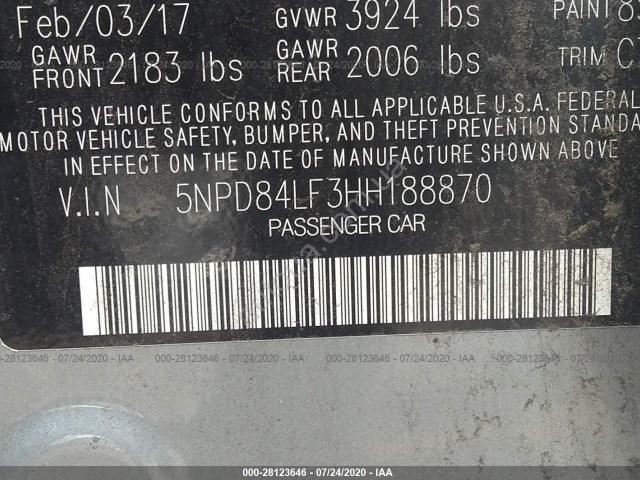 Feb/03/17 GVWR 3924 lbs PAINT 8
GAWR FRONT 2183 lbs GAWR REAR 2006 lbs TRIM
THIS VEHICLE CONFORMS TO ALL APPLICABLE U.S.A. FEDERAL
MOTOR VEHICLE SAFETY, BUMPER, AND THEFT PREVENTION STANDA
IN EFFECT ON THE DATE OF MANUFACTURE SHOWN ABOVE
V.I.N 5NPD84LF3HH188870
PASSENGER CAR
000-28123646 - 07/24/2020 - IAA